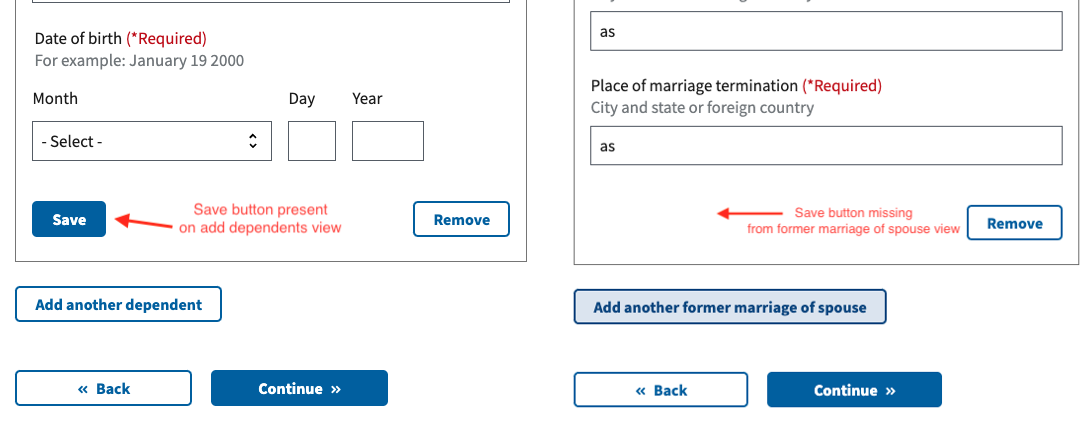 Date of birth (*Required)
For example: January 19 2000
Month
Day
Year
- Select -
Save
Save button present
on add dependents view
Remove
Add another dependent
« Back
Continue »
as
Place of marriage termination (*Required)
City and state or foreign country
as
Save button missing
from former marriage of spouse view
Remove
Add another former marriage of spouse
« Back
Continue »